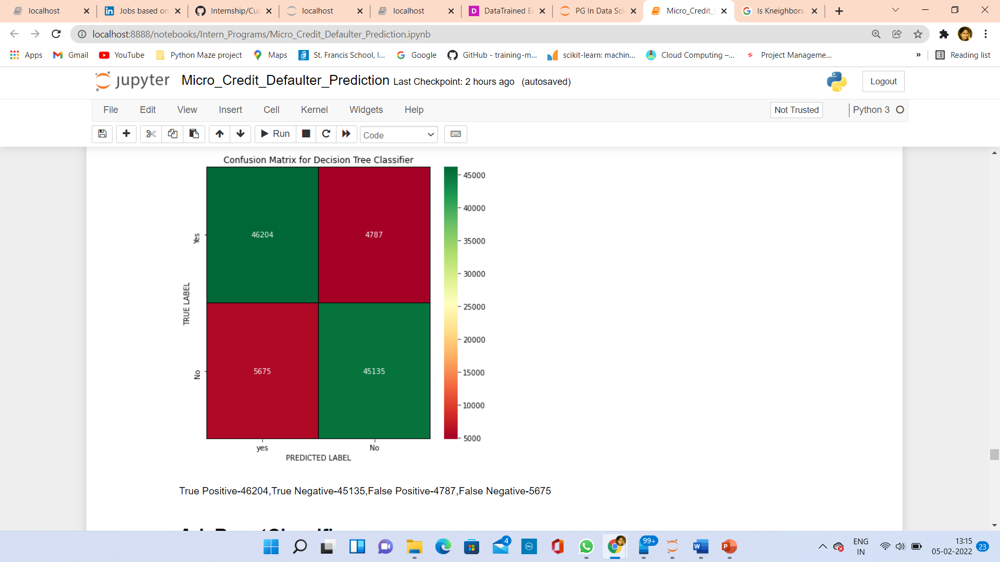 localhost
Jobs based on
Internship/Cus
localhost
localhost
DataTrained Ed
PG In Data Sci
Micro_Credit_
Is Kneighbors
localhost:8888/notebooks/Intern_Programs/Micro_Credit_Defaulter_Prediction.ipynb
Apps
Gmail
YouTube
Python Maze project
Maps
St. Francis School, I...
Google
GitHub - training-m...
scikit-learn: machin...
Cloud Computing –...
Project Manageme...
»
Reading list
jupyter Micro_Credit_Defaulter_Prediction Last Checkpoint: 2 hours ago (autosaved)
Logout
File Edit View Insert Cell Kernel Widgets Help
Not Trusted
Python 3
Run
Code
Confusion Matrix for Decision Tree Classifier
45000
40000
35000
30000
25000
20000
15000
10000
5000
TRUE LABEL
Yes
46204 4787
No
5675 45135
yes No
PREDICTED LABEL
True Positive-46204,True Negative-45135,False Positive-4787,False Negative-5675
4
DELL
99+
ENG
IN
13:15
05-02-2022
23